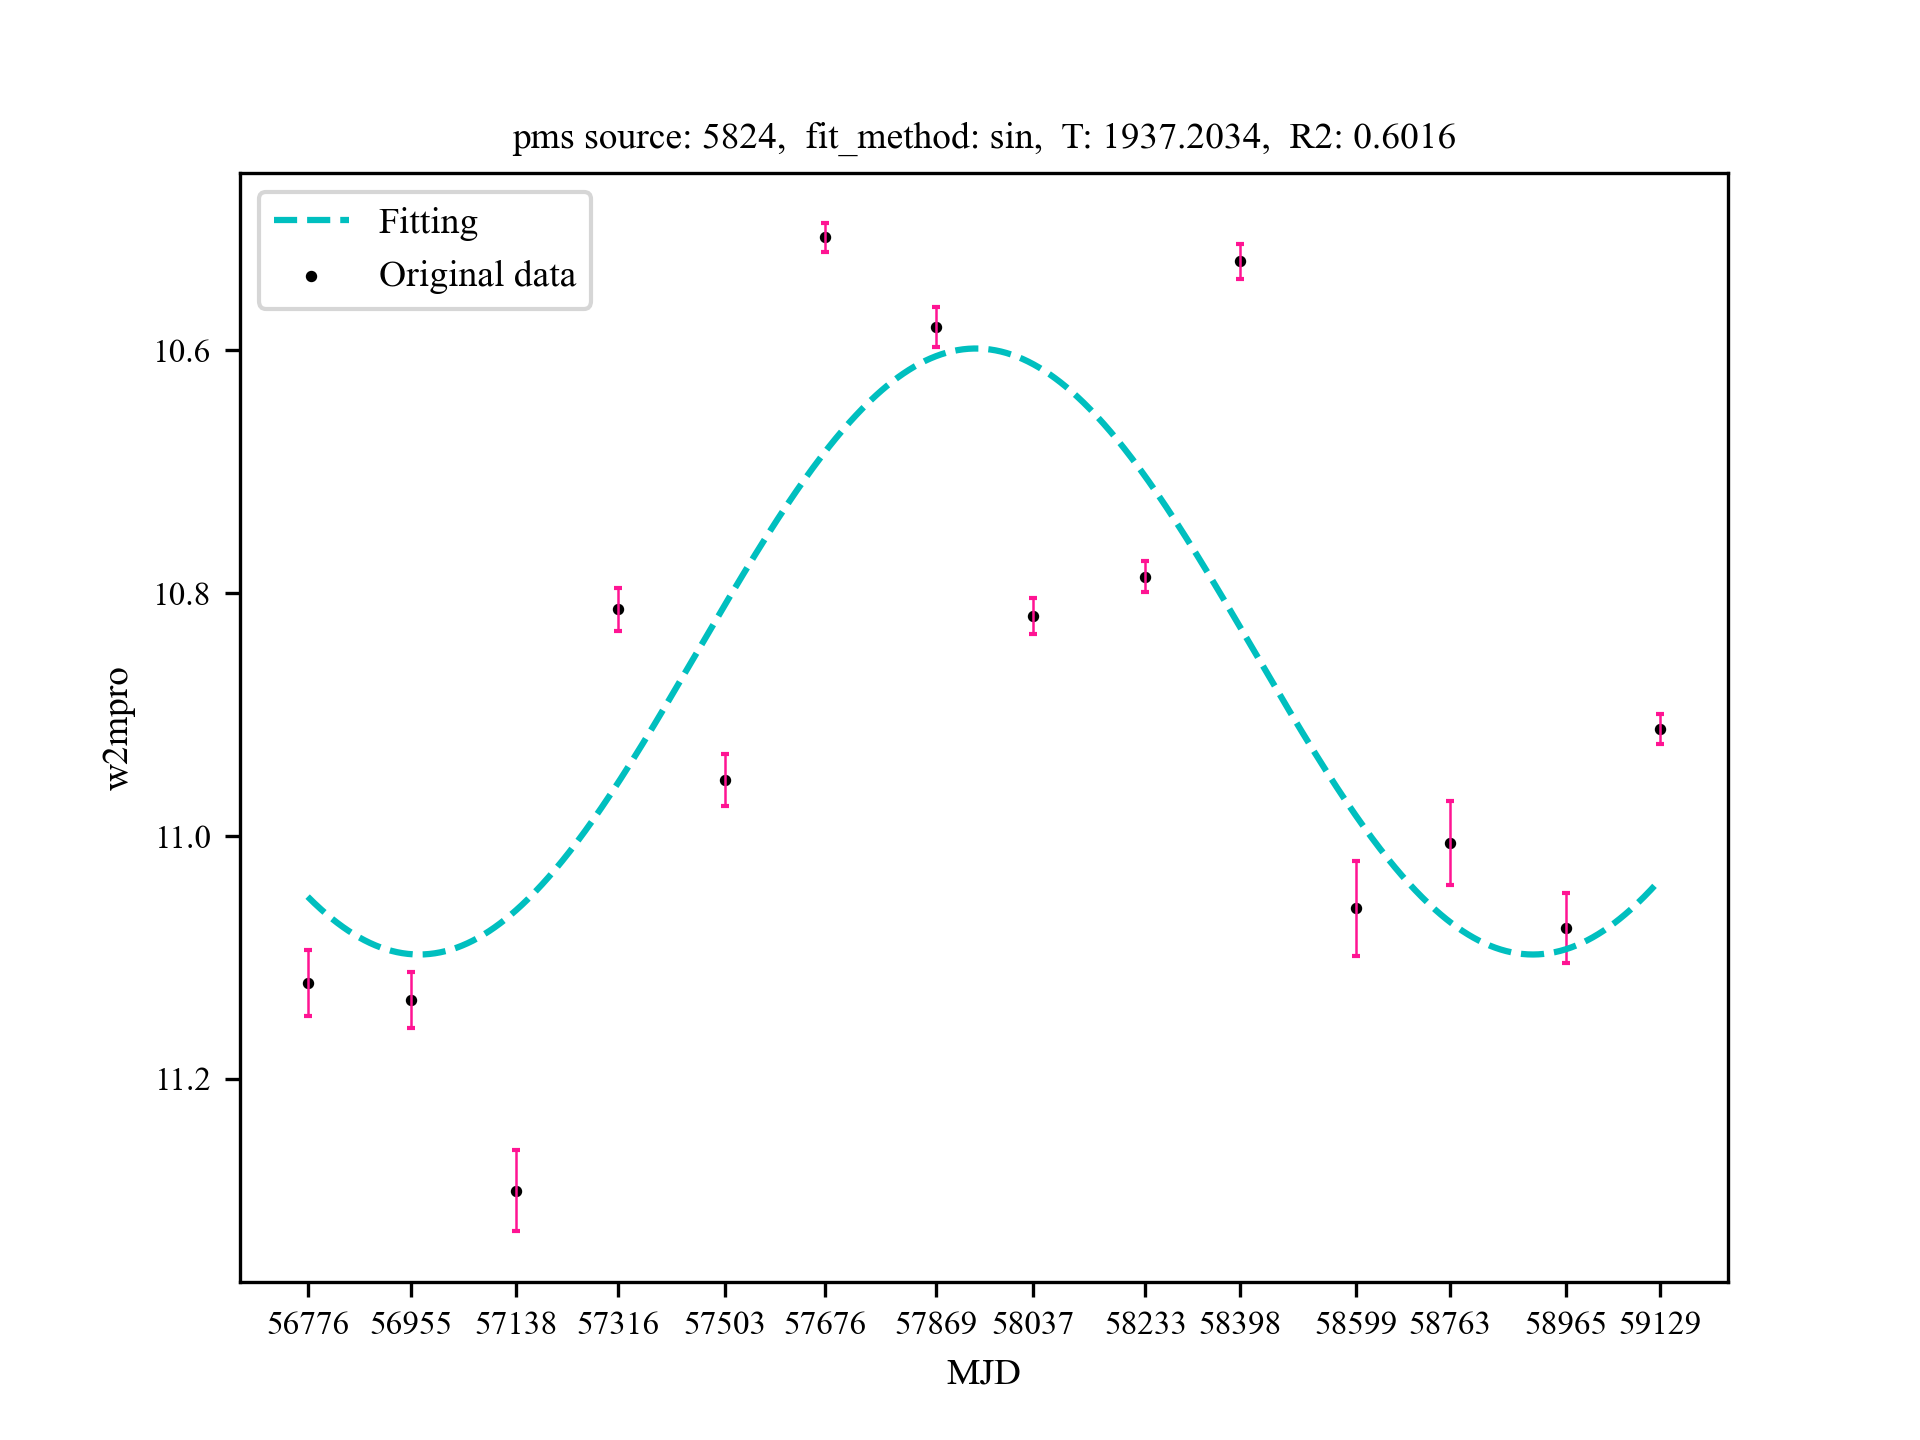 pms source: 5824,  fit_method: sin,  T: 1937.2034,  R2: 0.6016
Fitting
Original data
10.6
10.8
11.0
11.2
w2mpro
56776 56955 57138 57316 57503 57676 57869 58037 58233 58398 58599 58763 58965 59129
MJD